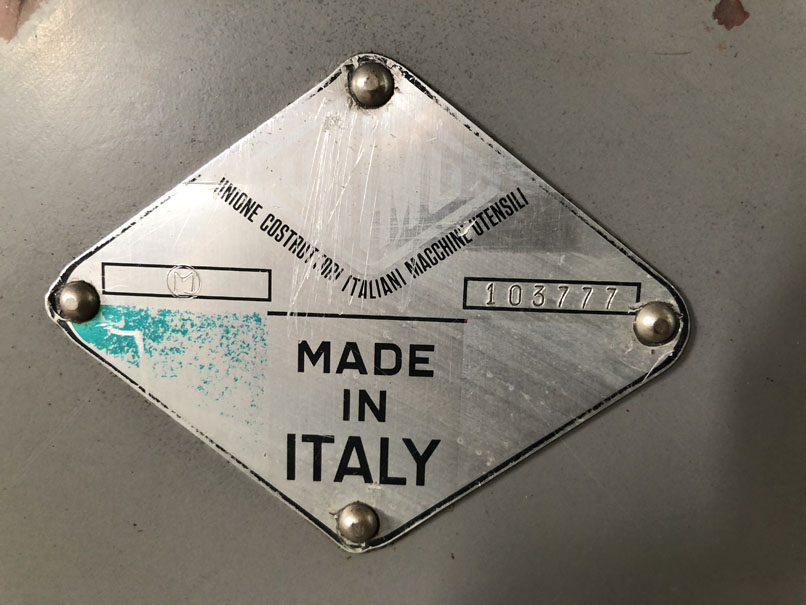 UNIONE COSTRUTTORI ITALIANI MACCHINE UTENSILI
M
103777
MADE
IN
ITALY